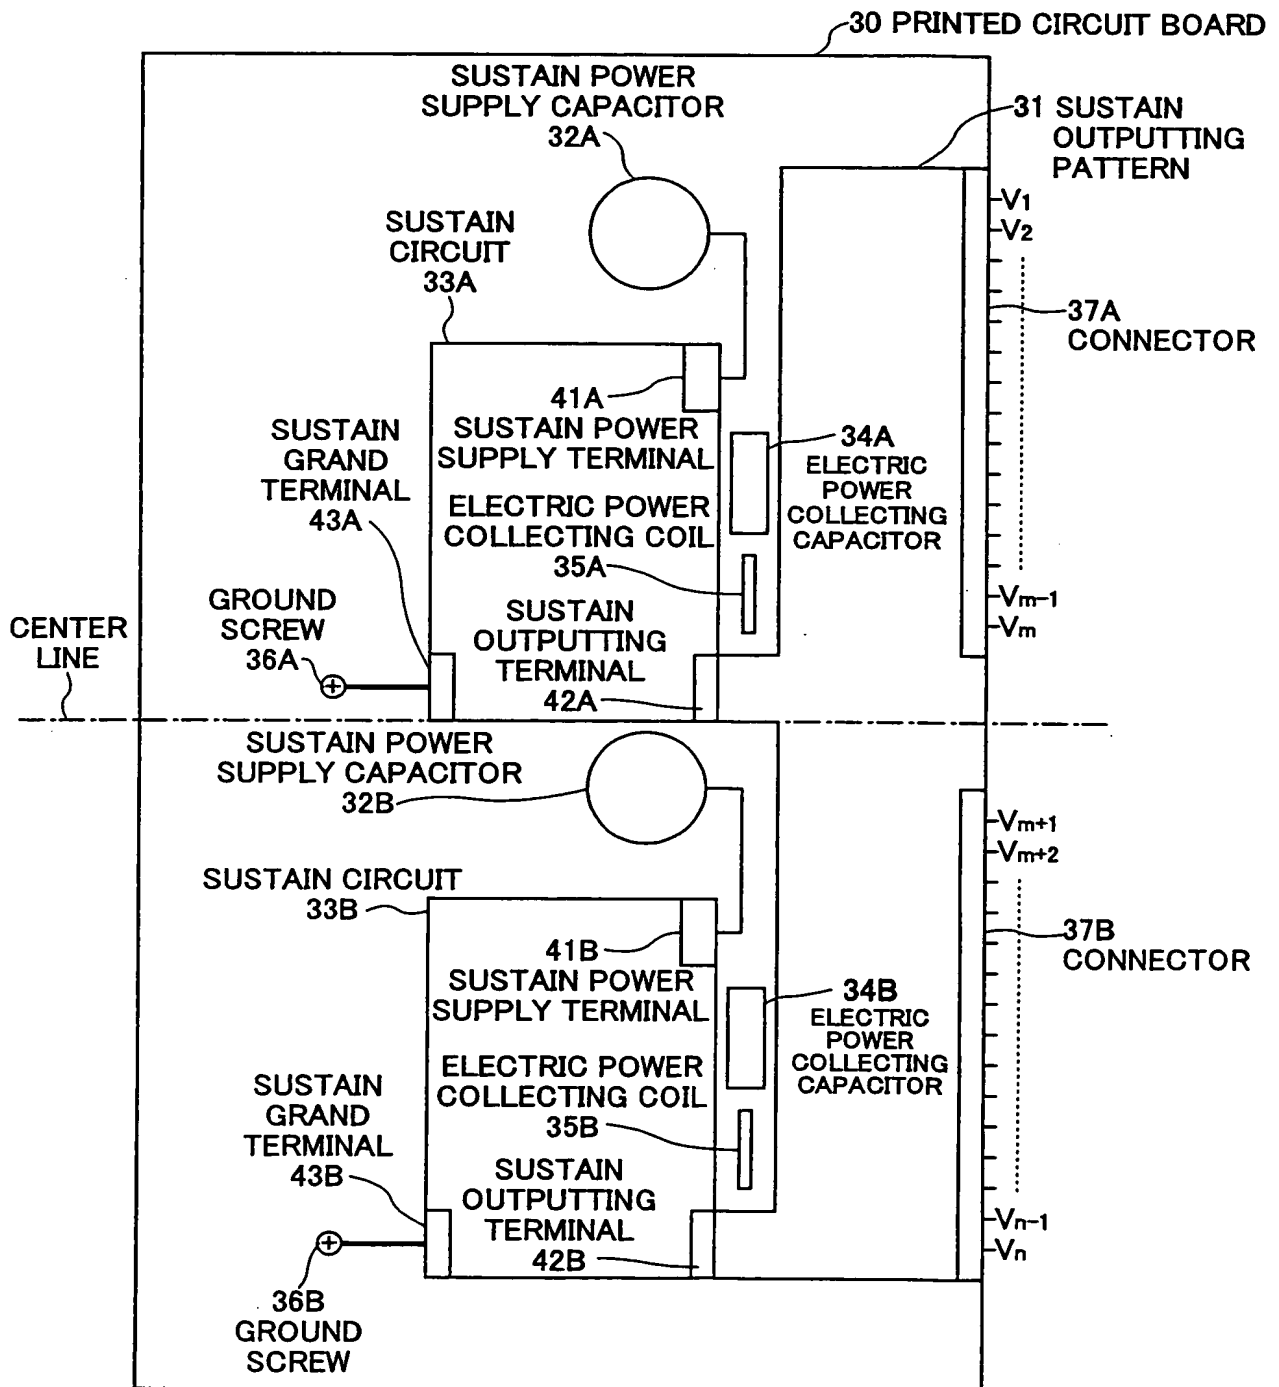 30 PRINTED CIRCUIT BOARD
SUSTAIN POWER
SUPPLY CAPACITOR
32A
31 SUSTAIN
OUTPUTTING
PATTERN
V1
V2
SUSTAIN
CIRCUIT
33A
37A
CONNECTOR
41A
SUSTAIN POWER
SUPPLY TERMINAL
34A
ELECTRIC
POWER
COLLECTING
CAPACITOR
SUSTAIN
GRAND
TERMINAL
43A
ELECTRIC POWER
COLLECTING COIL
35A
GROUND
SCREW
36A
SUSTAIN
OUTPUTTING
TERMINAL
42A
Vm-1
Vm
CENTER
LINE
SUSTAIN POWER
SUPPLY CAPACITOR
32B
Vm+1
Vm+2
SUSTAIN CIRCUIT
33B
37B
CONNECTOR
41B
SUSTAIN POWER
SUPPLY TERMINAL
34B
ELECTRIC
POWER
COLLECTING
CAPACITOR
ELECTRIC POWER
COLLECTING COIL
35B
SUSTAIN
GRAND
TERMINAL
43B
SUSTAIN
OUTPUTTING
TERMINAL
42B
Vn-1
Vn
36B
GROUND
SCREW